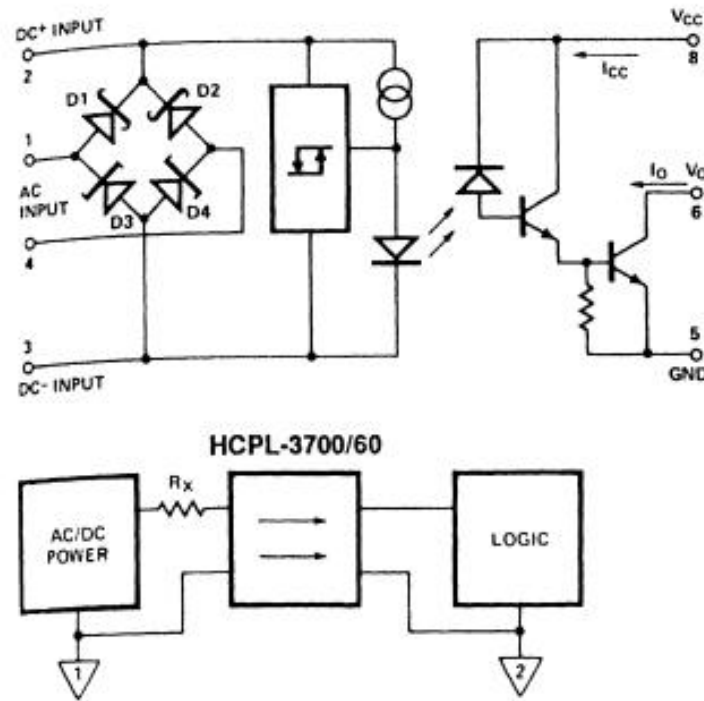 DC+ INPUT
2
D1
D2
1
AC
INPUT
D3
D4
4
3
DC- INPUT
VCC
8
ICC
IO
VO
6
5
GND
HCPL-3700/60
AC/DC
POWER
RX
LOGIC
1
2